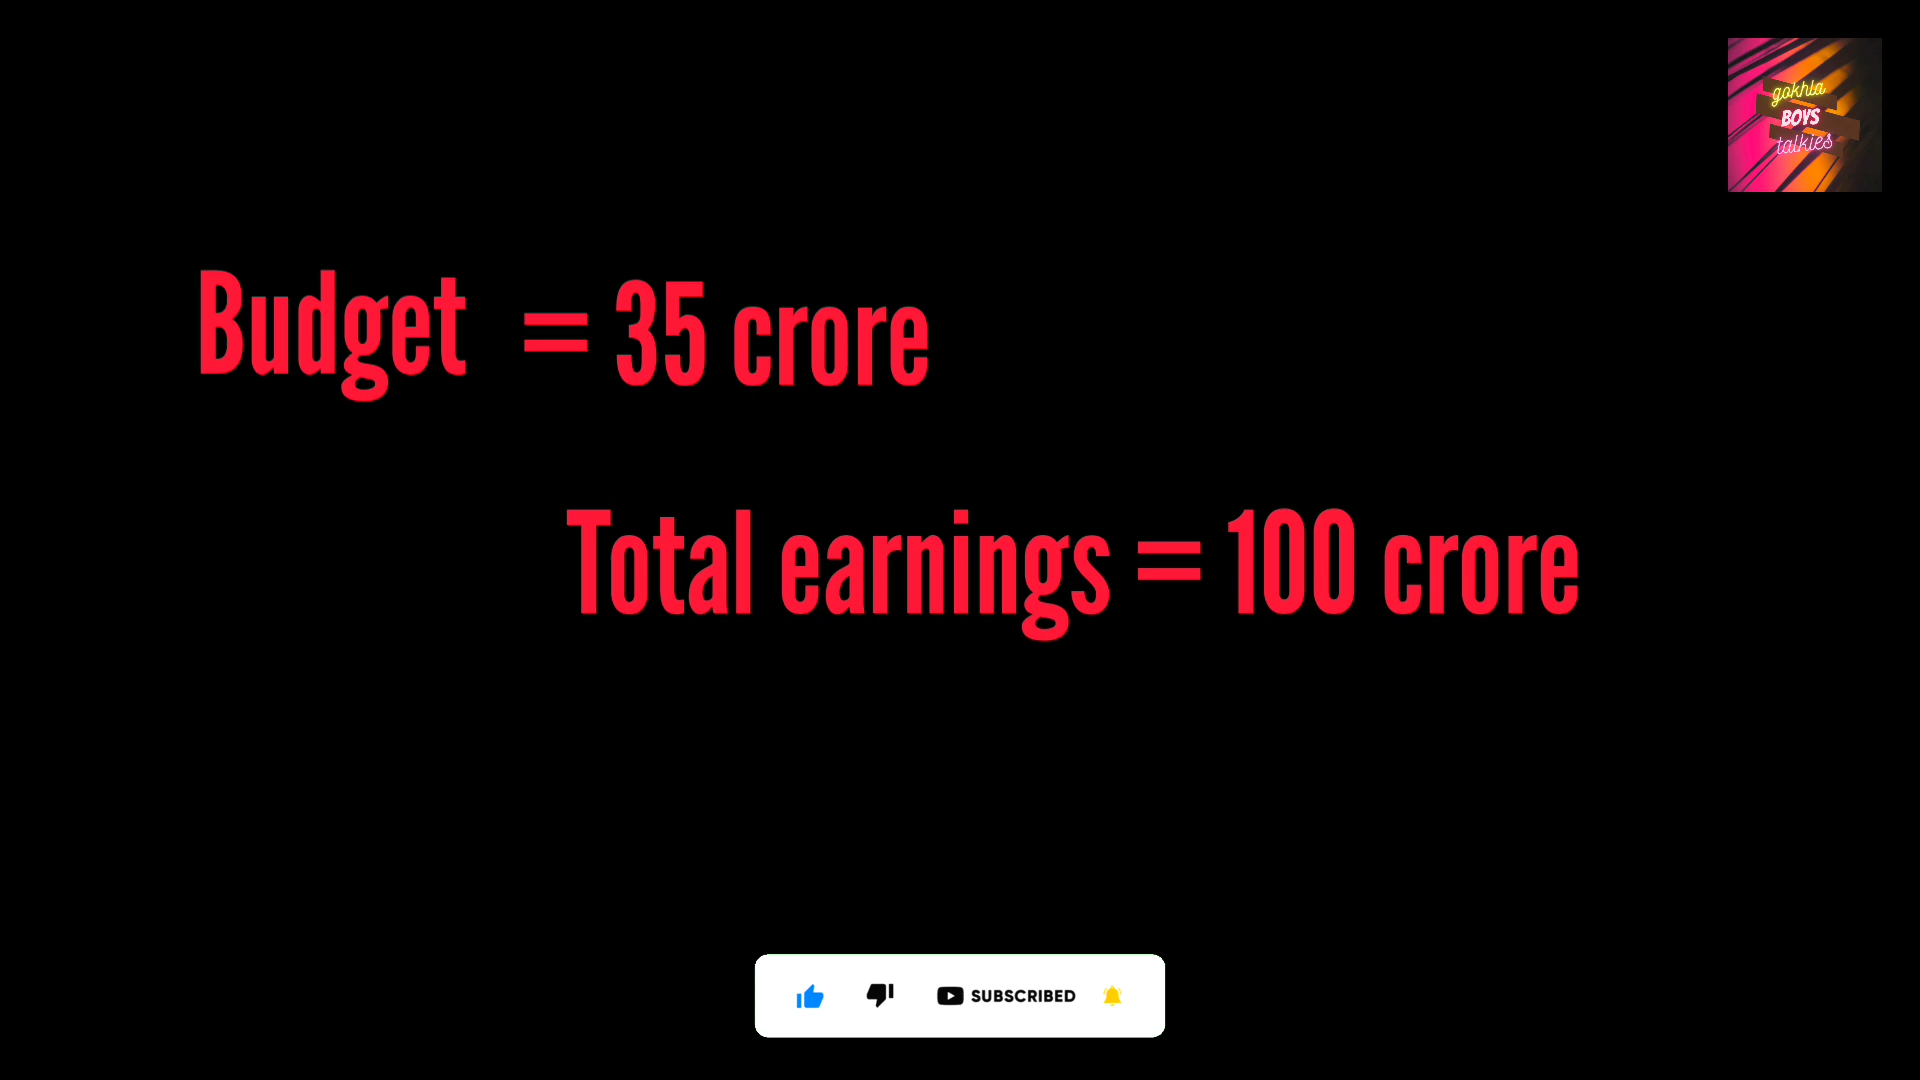 gokhla
BOYS
talkies
Budget = 35 crore
Total earnings = 100 crore
SUBSCRIBED